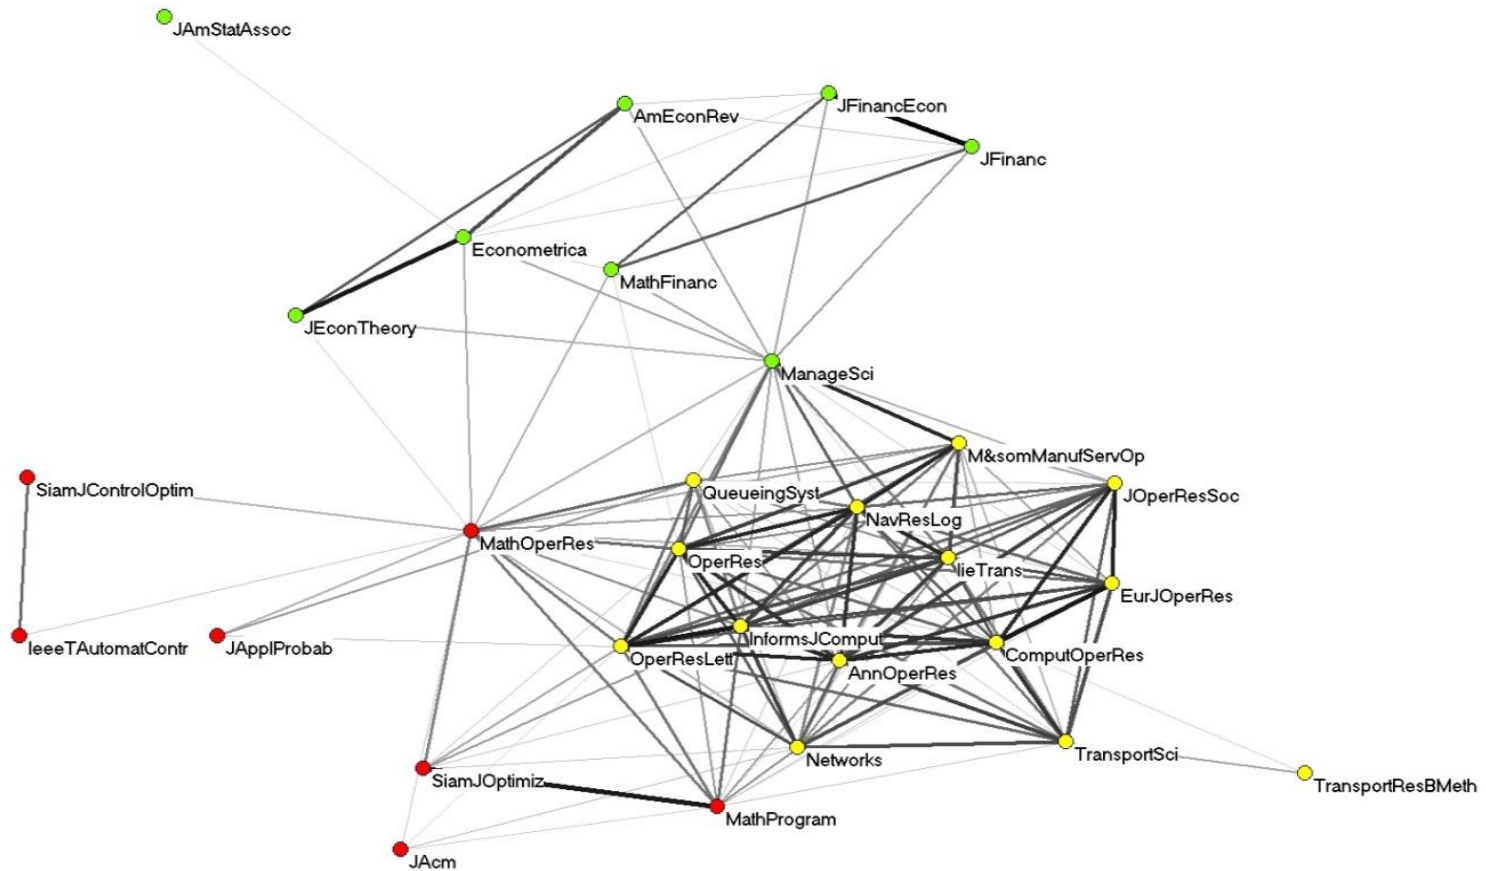 JAmStatAssoc
JFinancEcon
AmEconRev
JFinanc
Econometrica
MathFinanc
JEconTheory
ManageSci
M&somManufServOp
SiamJControlOptim
QueueingSyst
JOperResSoc
NavResLog
MathOperRes
OperRes
IieTrans
EurJOperRes
InformsJComput
IeeeTAutomatContr
JApplProbab
OperResLett
ComputOperRes
AnnOperRes
TransportSci
Networks
SiamJOptimiz
TransportResBMeth
MathProgram
JAcm